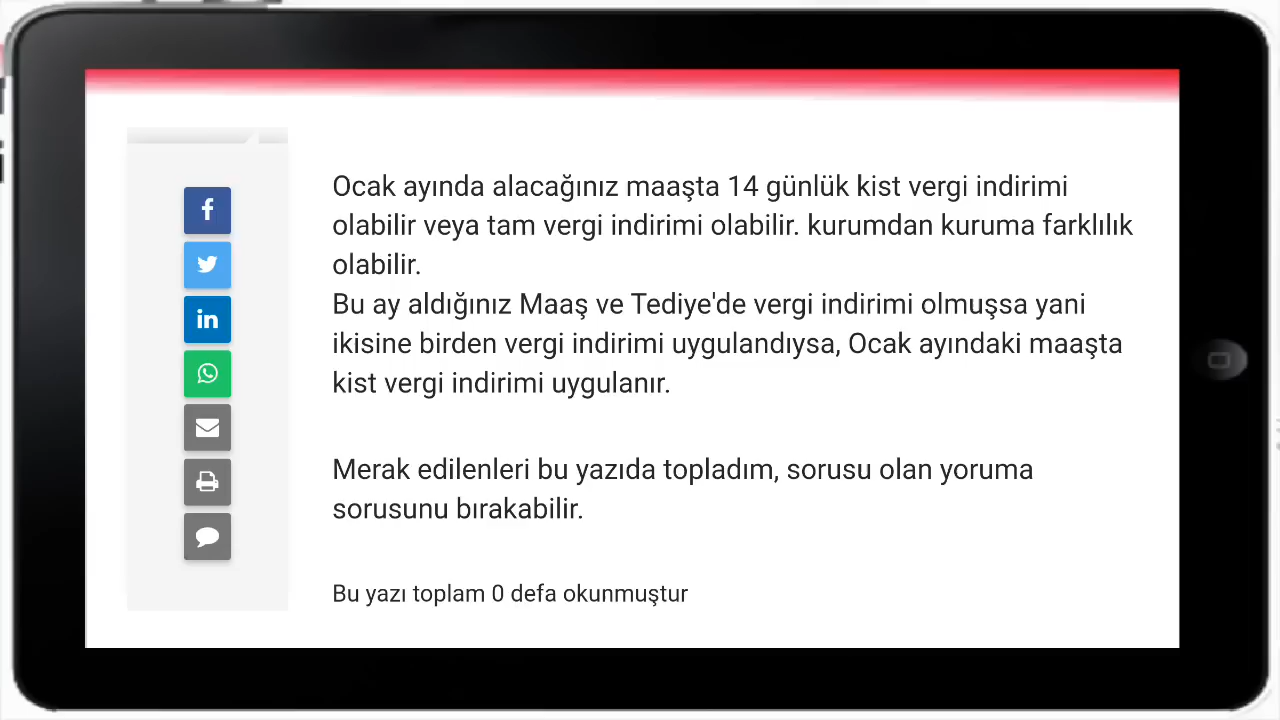 Ocak ayında alacağınız maaşta 14 günlük kist vergi indirimi
olabilir veya tam vergi indirimi olabilir. kurumdan kuruma farklılık
olabilir.
Bu ay aldığınız Maaş ve Tediye'de vergi indirimi olmuşsa yani
ikisine birden vergi indirimi uygulandıysa, Ocak ayındaki maaşta
kist vergi indirimi uygulanır.
Merak edilenleri bu yazıda topladım, sorusu olan yoruma
sorusunu bırakabilir.
Bu yazı toplam 0 defa okunmuştur